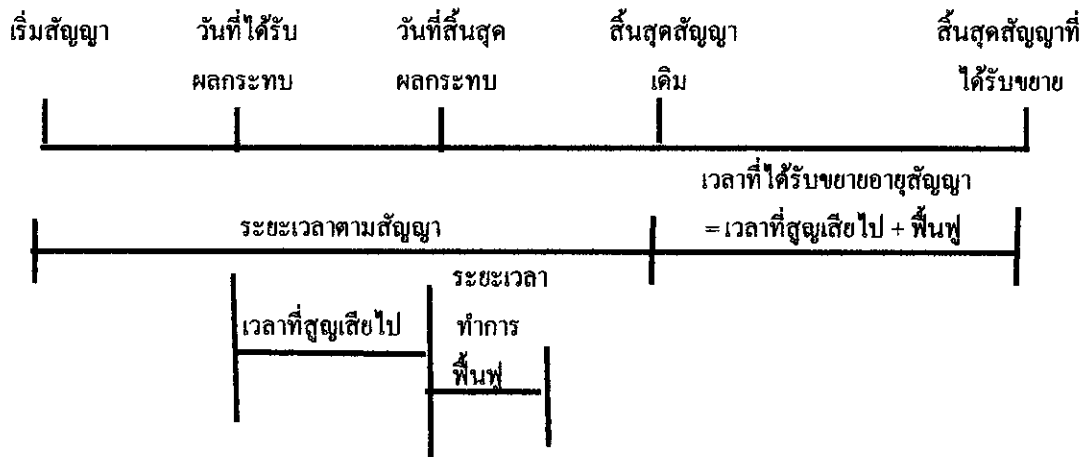 เริ่มสัญญา วันที่ได้รับ วันที่สิ้นสุด สิ้นสุดสัญญา สิ้นสุดสัญญาที่
ผลกระทบ ผลกระทบ เดิม ได้รับขยาย
เวลาที่ได้รับขยายอายุสัญญา
ระยะเวลาตามสัญญา = เวลาที่สูญเสียไป + ฟื้นฟู
ระยะเวลา
เวลาที่สูญเสียไป ทำการ
ฟื้นฟู